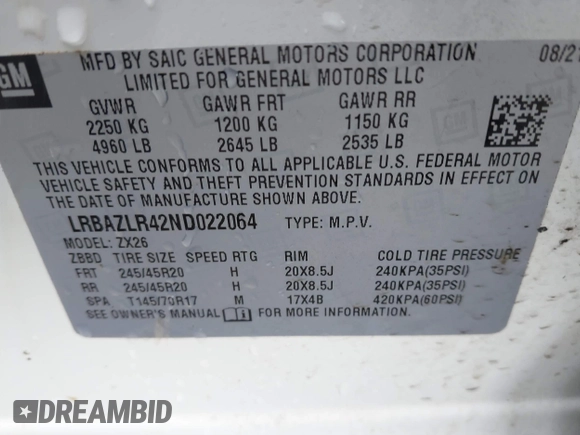 GM
MFD BY SAIC GENERAL MOTORS CORPORATION 08/21
LIMITED FOR GENERAL MOTORS LLC
GVWR GAWR FRT GAWR RR
2250 KG 1200 KG 1150 KG
4960 LB 2645 LB 2535 LB
THIS VEHICLE CONFORMS TO ALL APPLICABLE U.S. FEDERAL MOTOR
VEHICLE SAFETY AND THEFT PREVENTION STANDARDS IN EFFECT ON
THE DATE OF MANUFACTURE SHOWN ABOVE.
LRBAZLR42ND022064 TYPE: M.P.V.
MODEL: ZX26
ZBBD TIRE SIZE SPEED RTG RIM COLD TIRE PRESSURE
FRT 245/45R20 H 20X8.5J 240KPA(35PSI)
RR 245/45R20 H 20X8.5J 240KPA(35PSI)
SPA T145/70R17 M 17X4B 420KPA(60PSI)
SEE OWNER'S MANUAL i FOR MORE INFORMATION.
DREAMBID.COM